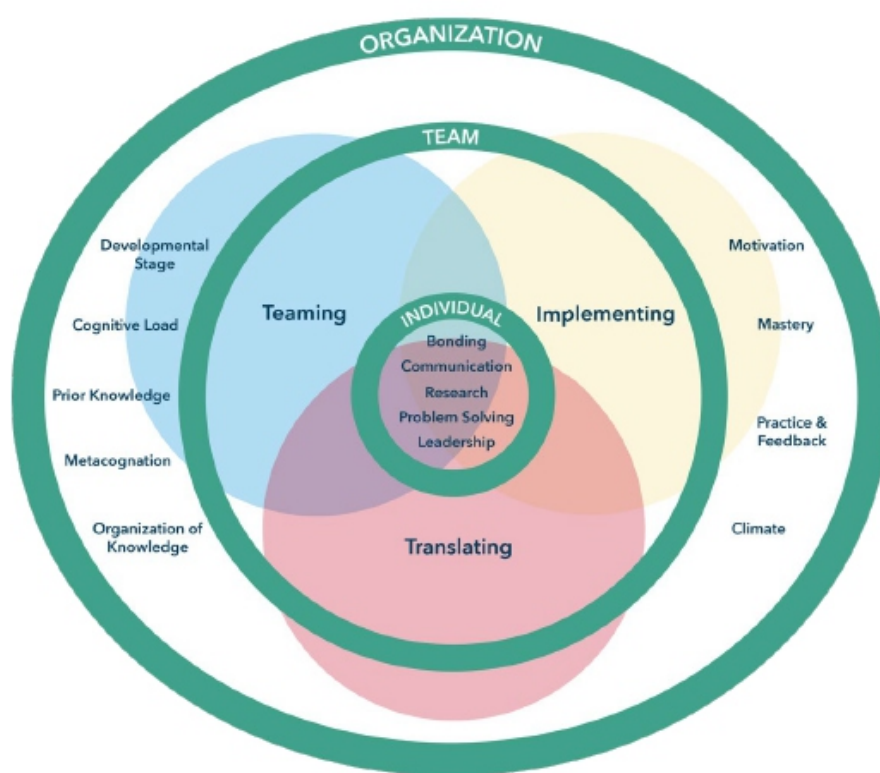 ORGANIZATION
TEAM
Developmental
Stage
Cognitive Load
Prior Knowledge
Metacognation
Organization of
Knowledge
Teaming
INDIVIDUAL
Bonding
Communication
Research
Problem Solving
Leadership
Implementing
Translating
Motivation
Mastery
Practice &
Feedback
Climate